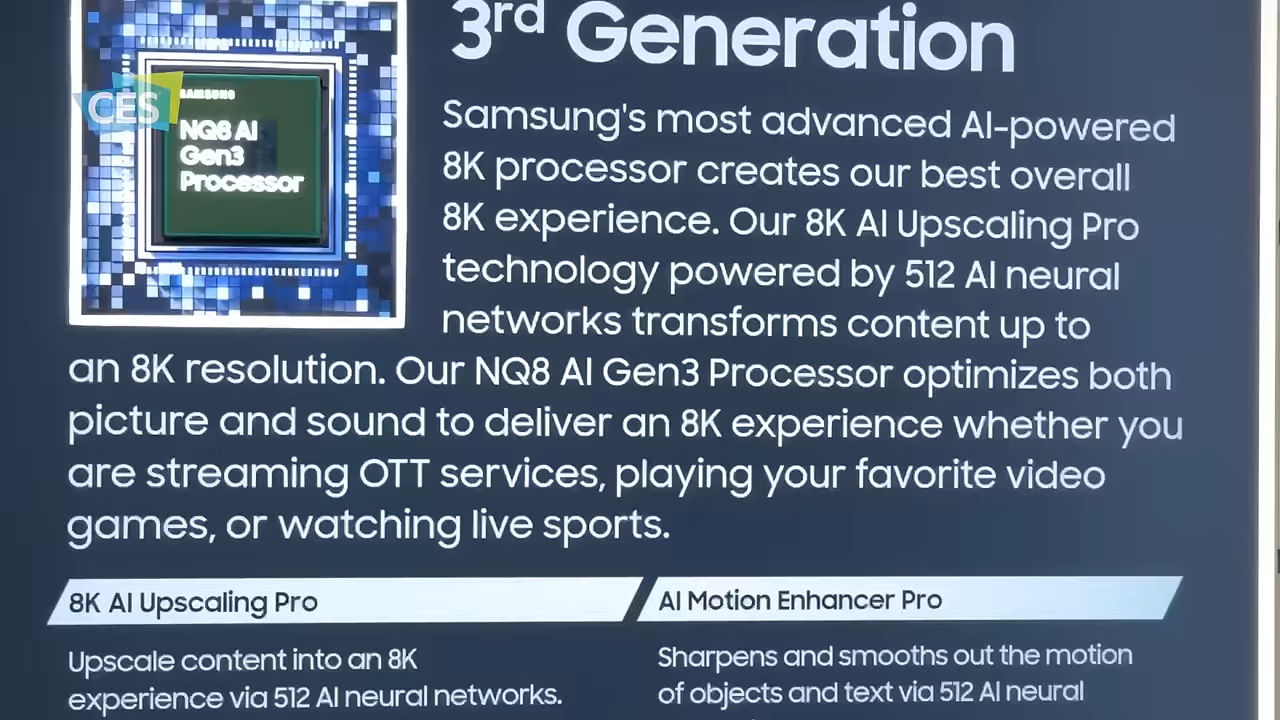 3rd Generation
CES
SAMSUNG
NQ8 AI
Gen3
Processor
Samsung's most advanced AI-powered
8K processor creates our best overall
8K experience. Our 8K AI Upscaling Pro
technology powered by 512 AI neural
networks transforms content up to
an 8K resolution. Our NQ8 AI Gen3 Processor optimizes both
picture and sound to deliver an 8K experience whether you
are streaming OTT services, playing your favorite video
games, or watching live sports.
8K AI Upscaling Pro
Upscale content into an 8K
experience via 512 AI neural networks.
AI Motion Enhancer Pro
Sharpens and smooths out the motion
of objects and text via 512 AI neural